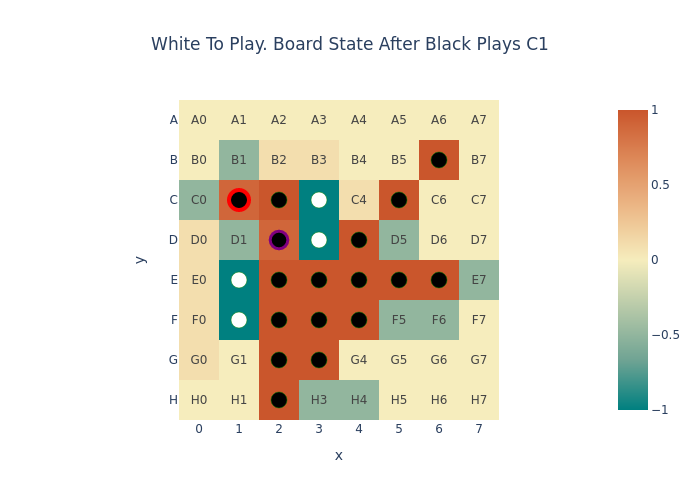 White To Play. Board State After Black Plays C1
A A0 A1 A2 A3 A4 A5 A6 A7
B B0 B1 B2 B3 B4 B5 B7
C C0 C4 C6 C7
D D0 D1 D5 D6 D7
E E0 E7
F F0 F5 F6 F7
G G0 G1 G4 G5 G6 G7
H H0 H1 H3 H4 H5 H6 H7
0 1 2 3 4 5 6 7
x
y
1
0.5
0
−0.5
−1